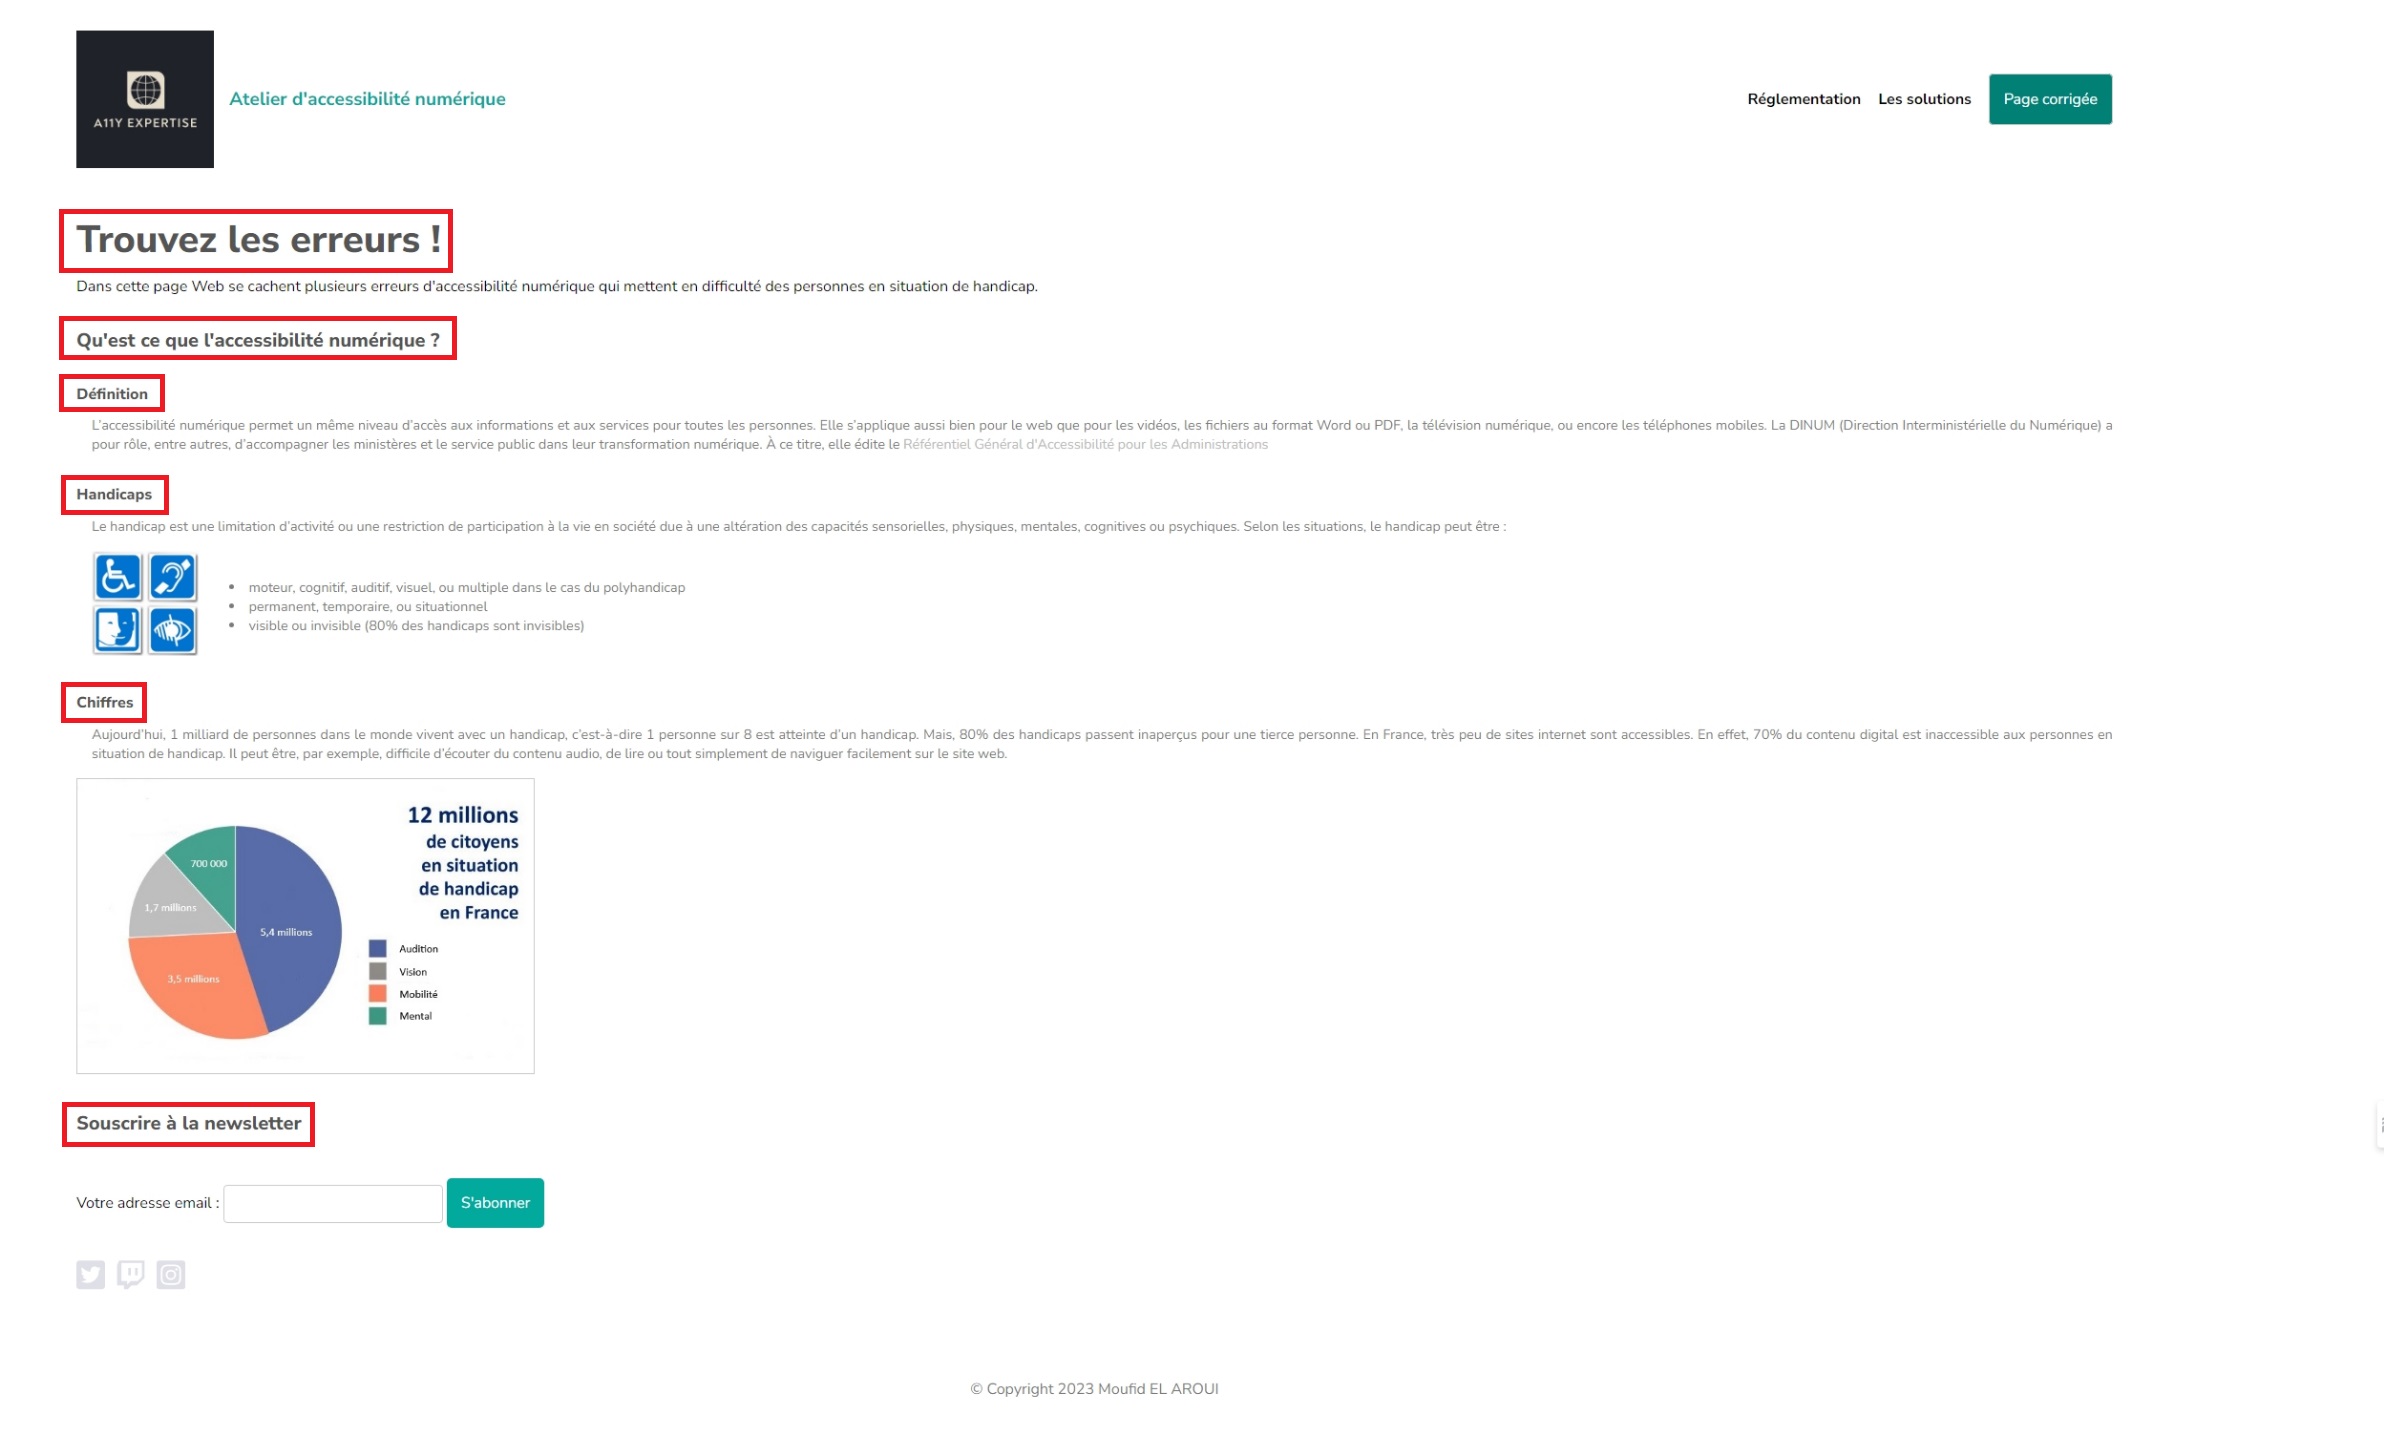 A11Y EXPERTISE
Atelier d'accessibilité numérique
Réglementation Les solutions Page corrigée
Trouvez les erreurs !
Dans cette page Web se cachent plusieurs erreurs d'accessibilité numérique qui mettent en difficulté des personnes en situation de handicap.
Qu'est ce que l'accessibilité numérique ?
Définition
L'accessibilité numérique permet un même niveau d'accès aux informations et aux services pour toutes les personnes. Elle s'applique aussi bien pour le web que pour les vidéos, les fichiers au format Word ou PDF, la télévision numérique, ou encore les téléphones mobiles. La DINUM (Direction Interministérielle du Numérique) a
pour rôle, entre autres, d'accompagner les ministères et le service public dans leur transformation numérique. À ce titre, elle édite le Référentiel Général d'Accessibilité pour les Administrations
Handicaps
Le handicap est une limitation d'activité ou une restriction de participation à la vie en société due à une altération des capacités sensorielles, physiques, mentales, cognitives ou psychiques. Selon les situations, le handicap peut être :
• moteur, cognitif, auditif, visuel, ou multiple dans le cas du polyhandicap
• permanent, temporaire, ou situationnel
• visible ou invisible (80% des handicaps sont invisibles)
Chiffres
Aujourd'hui, 1 milliard de personnes dans le monde vivent avec un handicap, c'est-à-dire 1 personne sur 8 est atteinte d'un handicap. Mais, 80% des handicaps passent inaperçus pour une tierce personne. En France, très peu de sites internet sont accessibles. En effet, 70% du contenu digital est inaccessible aux personnes en
situation de handicap. Il peut être, par exemple, difficile d'écouter du contenu audio, de lire ou tout simplement de naviguer facilement sur le site web.
12 millions
de citoyens
en situation
de handicap
en France
700 000
1,7 millions
5,4 millions
3,5 millions
Audition
Vision
Mobilité
Mental
Souscrire à la newsletter
Votre adresse email : S'abonner
© Copyright 2023 Moufid EL AROUI